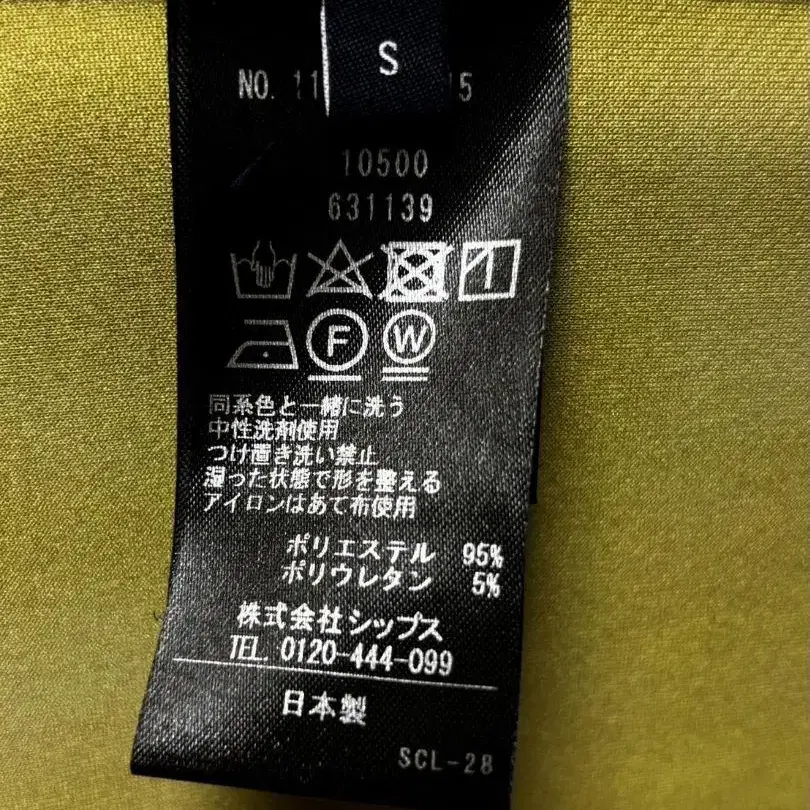 S
NO. 11 15
10500
631139
F
W
同系色と一緒に洗う
中性洗剤使用
つけ置き洗い禁止
湿った状態で形を整える
アイロンはあて布使用
ポリエステル 95%
ポリウレタン 5%
株式会社シップス
TEL. 0120-444-099
日本製
SCL-28